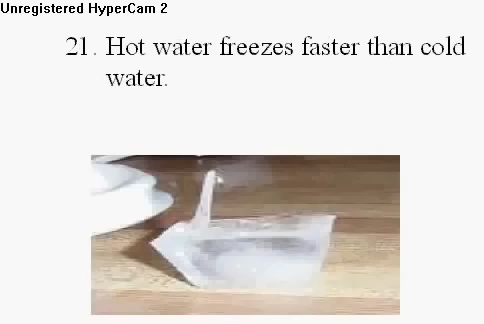 Unregistered HyperCam 2
21. Hot water freezes faster than cold
water.